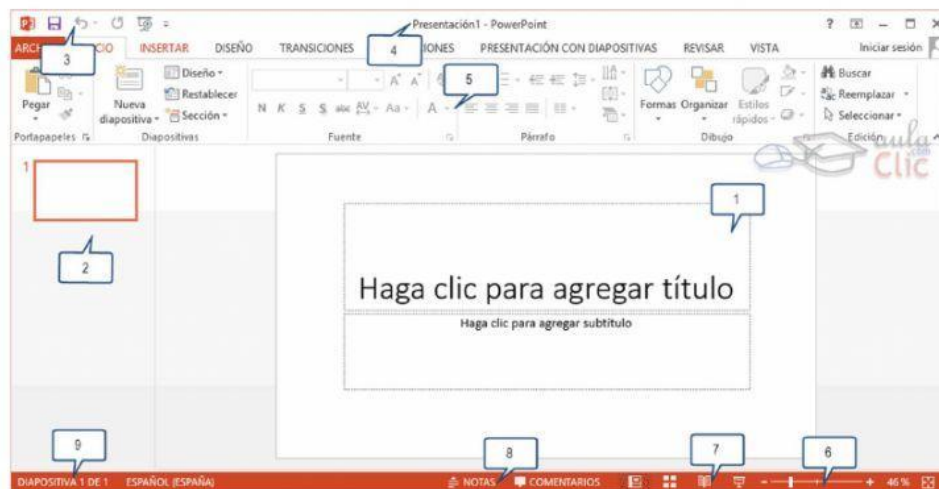 Presentación1 - PowerPoint
?
3
4
ARCH
CIO
INSERTAR
DISEÑO
TRANSICIONES
IONES
PRESENTACIÓN CON DIAPOSITIVAS
REVISAR
VISTA
Iniciar sesión
5
Pegar
Nueva diapositiva
Diseño
Restablecer
Sección
N K S S abc AV Aa A
Formas
Organizar
Estilos rápidos
Buscar
Reemplazar
Seleccionar
Portapapeles
Diapositivas
Fuente
Párrafo
Dibujo
Edición
aula
Clic
1
1
2
Haga clic para agregar título
Haga clic para agregar subtítulo
9
8
7
6
DIAPOSITIVA 1 DE 1
ESPAÑOL (ESPAÑA)
NOTAS
COMENTARIOS
46 %